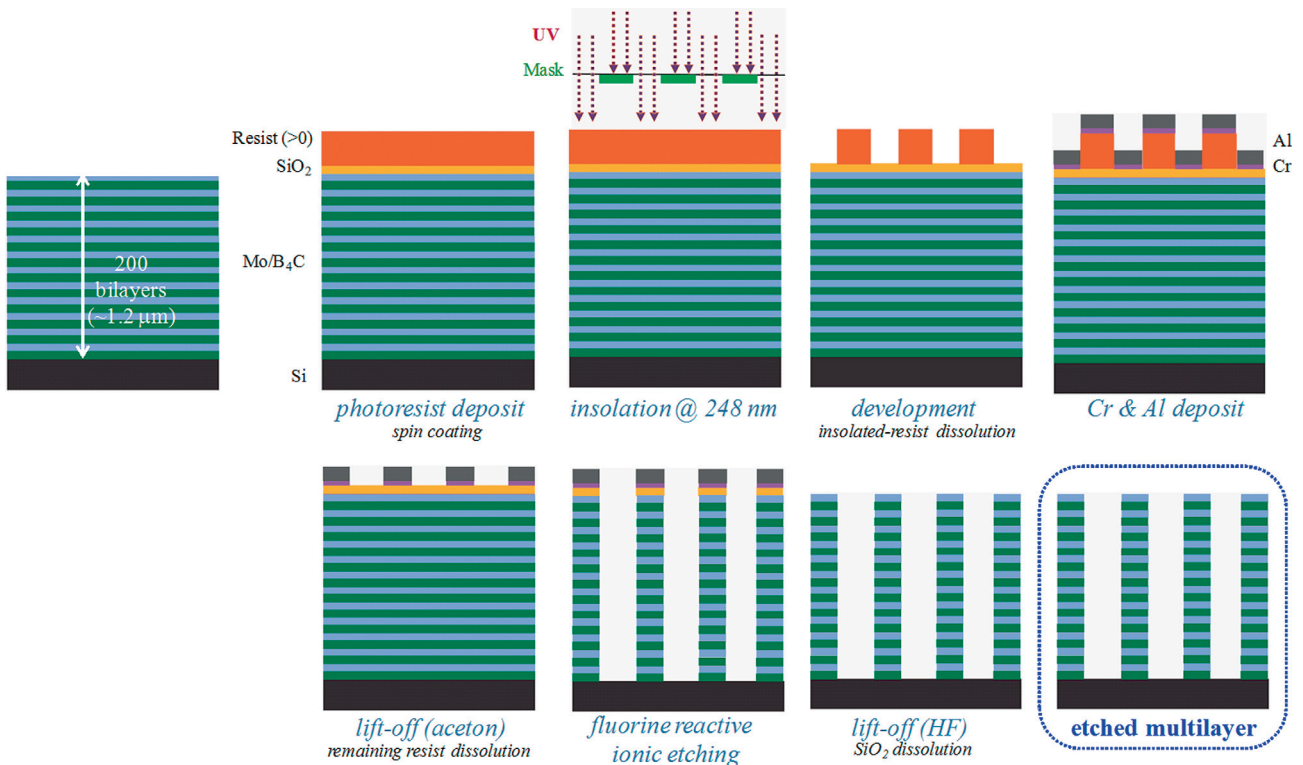 UV
Mask
Resist (>0)
SiO₂
Mo/B₄C
Si
200
bilayers
(~1.2 µm)
Al
Cr
photoresist deposit
spin coating
insolation @ 248 nm
development
insolated-resist dissolution
Cr & Al deposit
lift-off (aceton)
remaining resist dissolution
fluorine reactive
ionic etching
lift-off (HF)
SiO₂ dissolution
etched multilayer